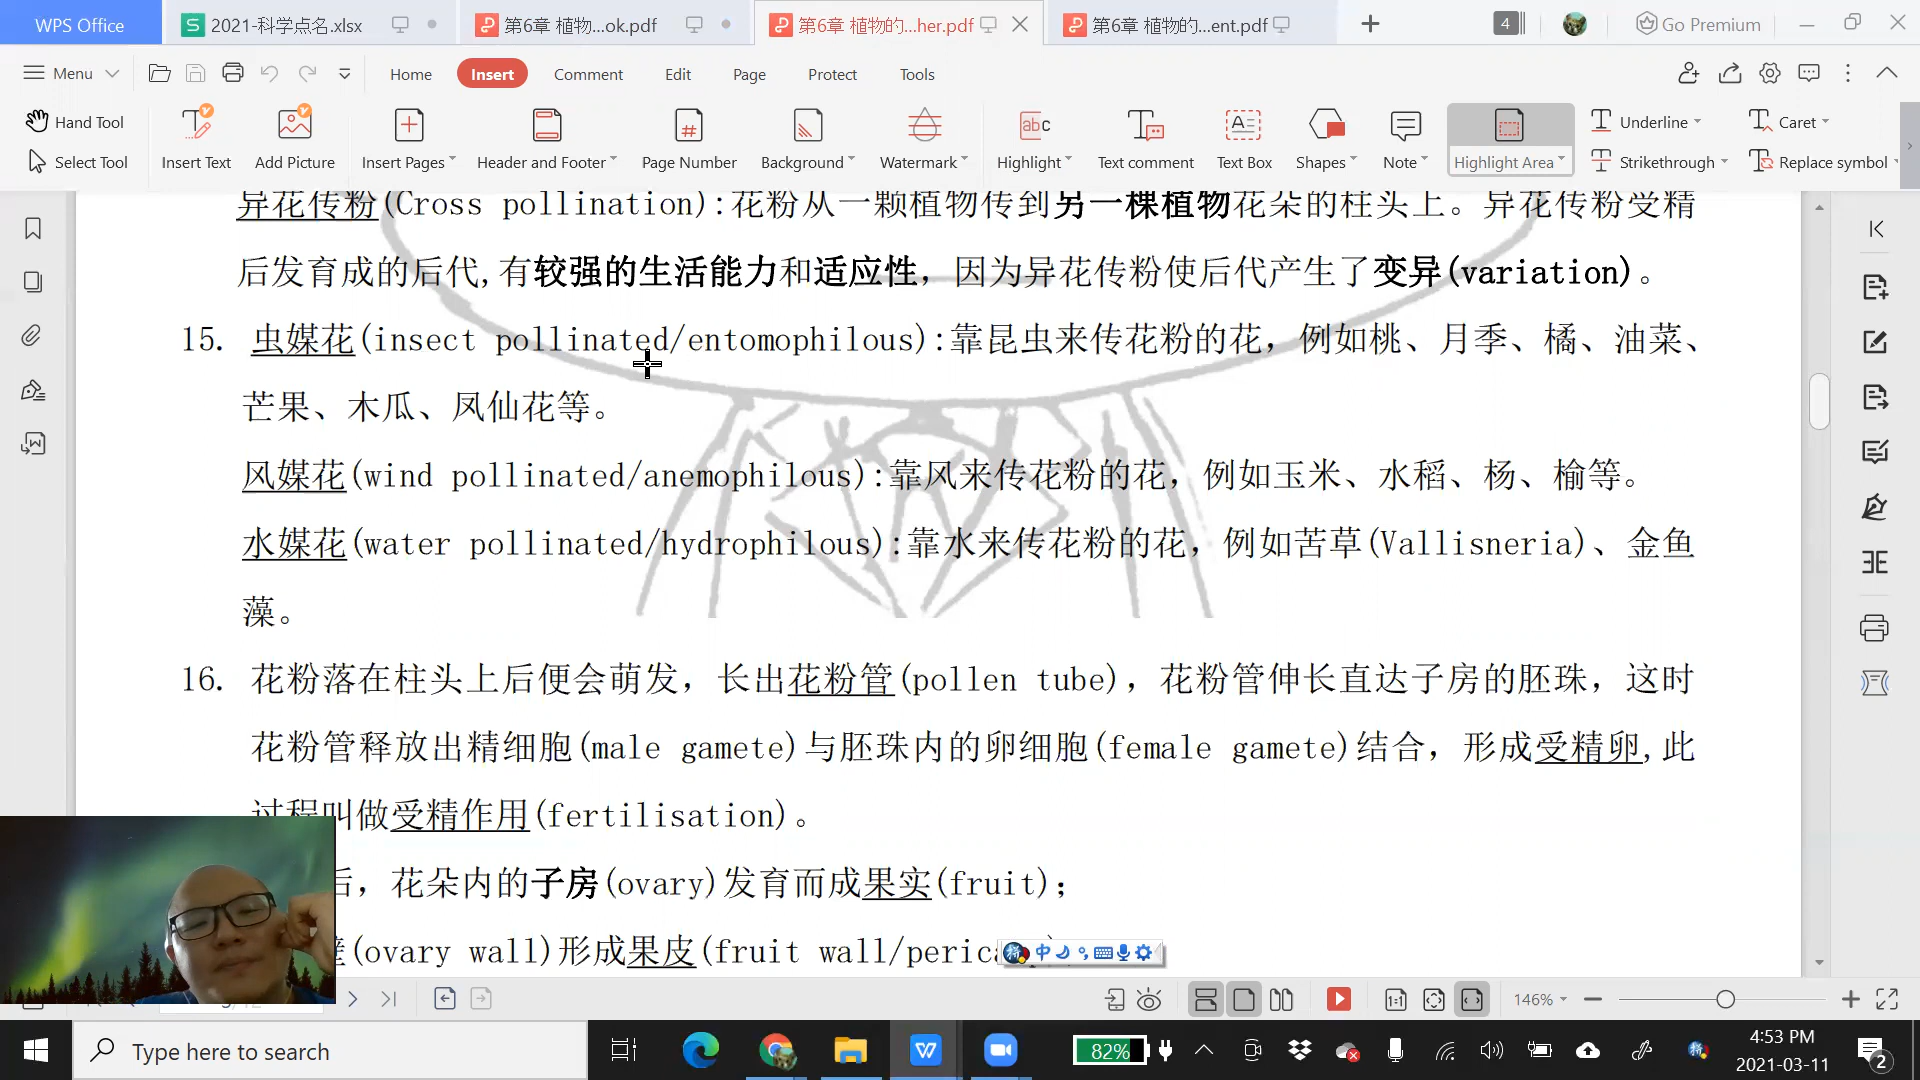 WPS Office
2021-科学点名.xlsx
第6章 植物...ok.pdf
第6章 植物的...her.pdf
第6章 植物的...ent.pdf
4
Go Premium
Menu
Home
Insert
Comment
Edit
Page
Protect
Tools
Hand Tool
Select Tool
Insert Text
Add Picture
Insert Pages
Header and Footer
Page Number
Background
Watermark
Highlight
Text comment
Text Box
Shapes
Note
Highlight Area
Underline
Caret
Strikethrough
Replace symbol
异花传粉(Cross pollination):花粉从一颗植物传到另一棵植物花朵的柱头上。异花传粉受精
后发育成的后代,有较强的生活能力和适应性，因为异花传粉使后代产生了变异(variation)。
15. 虫媒花(insect pollinated/entomophilous):靠昆虫来传花粉的花，例如桃、月季、橘、油菜、
芒果、木瓜、凤仙花等。
风媒花(wind pollinated/anemophilous):靠风来传花粉的花，例如玉米、水稻、杨、榆等。
水媒花(water pollinated/hydrophilous):靠水来传花粉的花，例如苦草(Vallisneria)、金鱼
藻。
16. 花粉落在柱头上后便会萌发，长出花粉管(pollen tube)，花粉管伸长直达子房的胚珠，这时
花粉管释放出精细胞(male gamete)与胚珠内的卵细胞(female gamete)结合，形成受精卵,此
过程叫做受精作用(fertilisation)。
后，花朵内的子房(ovary)发育而成果实(fruit)；
壁(ovary wall)形成果皮(fruit wall/peric
中
146%
1:1
Type here to search
82%
4:53 PM
2021-03-11
2